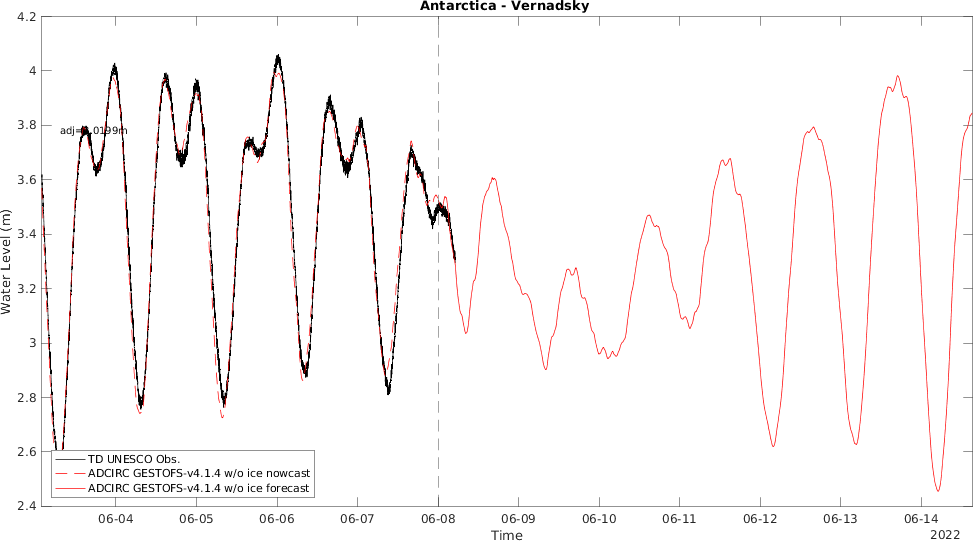 Antarctica - Vernadsky
4.2
4
3.8
3.6
3.4
3.2
3
2.8
2.6
2.4
Water Level (m)
TD UNESCO Obs.
ADCIRC GESTOFS-v4.1.4 w/o ice nowcast
ADCIRC GESTOFS-v4.1.4 w/o ice forecast
06-04 06-05 06-06 06-07 06-08 06-09 06-10 06-11 06-12 06-13 06-14
Time
2022